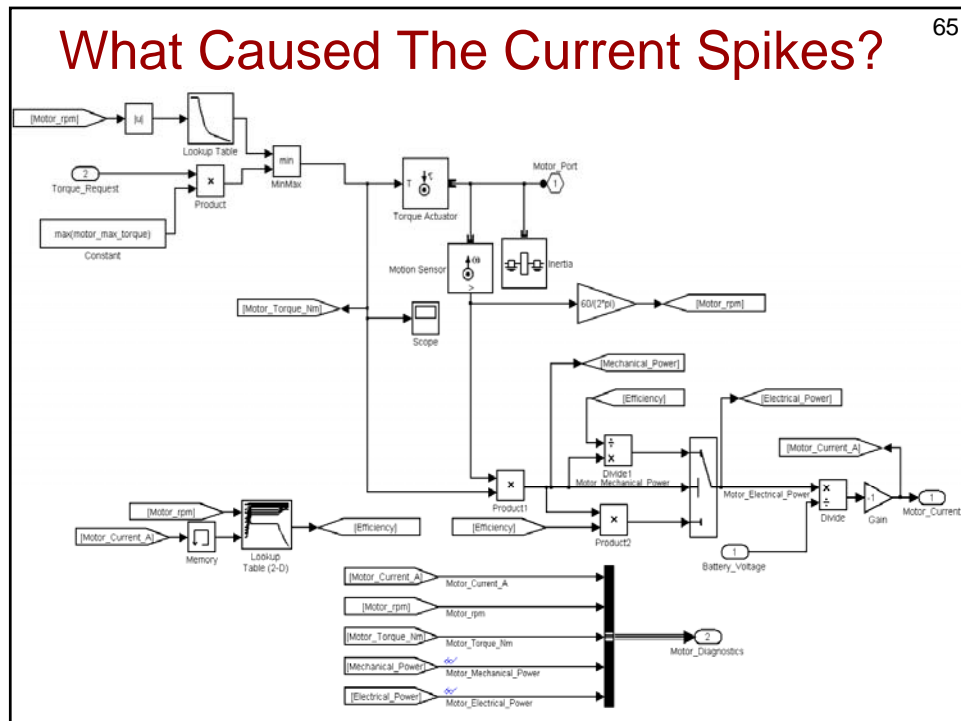 65
What Caused The Current Spikes?
[Motor_rpm]
|u|
Lookup Table
min
MinMax
2
Torque_Request
×
Product
max(motor_max_torque)
Constant
T
Torque Actuator
Motor_Port
1
Motion Sensor
ω
Inertia
[Motor_Torque_Nm]
Scope
60/(2*pi)
[Motor_rpm]
[Mechanical_Power]
[Efficiency]
[Electrical_Power]
÷
×
Divide1
[Motor_Current_A]
×
Product1
Motor_Mechanical_Power
Motor_Electrical_Power
×
÷
Divide
-1
Gain
1
Motor_Current
[Motor_rpm]
[Motor_Current_A]
Memory
Lookup
Table (2-D)
[Efficiency]
[Efficiency]
×
Product2
1
Battery_Voltage
[Motor_Current_A]
Motor_Current_A
[Motor_rpm]
Motor_rpm
[Motor_Torque_Nm]
Motor_Torque_Nm
[Mechanical_Power]
Motor_Mechanical_Power
[Electrical_Power]
Motor_Electrical_Power
2
Motor_Diagnostics